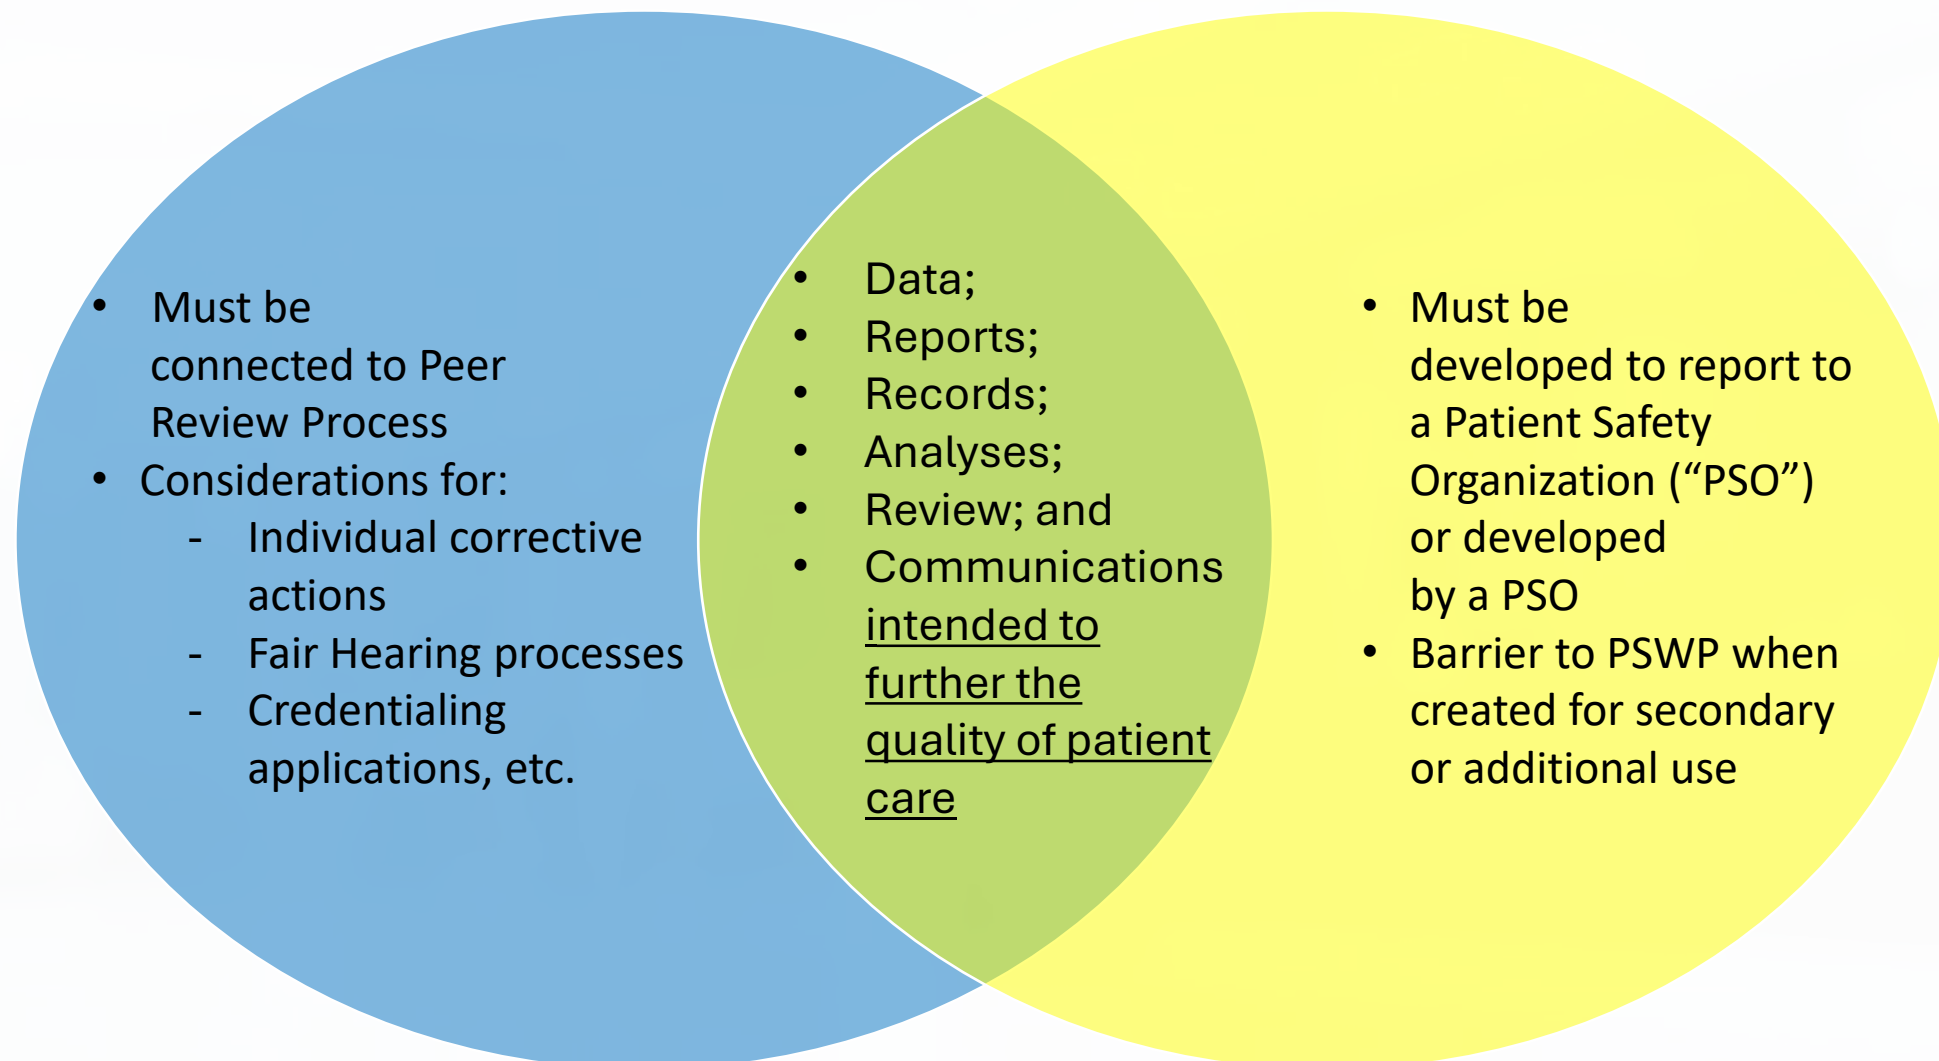 • Must be
connected to Peer
Review Process
• Considerations for:
- Individual corrective
actions
- Fair Hearing processes
- Credentialing
applications, etc.
• Data;
• Reports;
• Records;
• Analyses;
• Review; and
• Communications
intended to
further the
quality of patient
care
• Must be
developed to report to
a Patient Safety
Organization (“PSO”)
or developed
by a PSO
• Barrier to PSWP when
created for secondary
or additional use